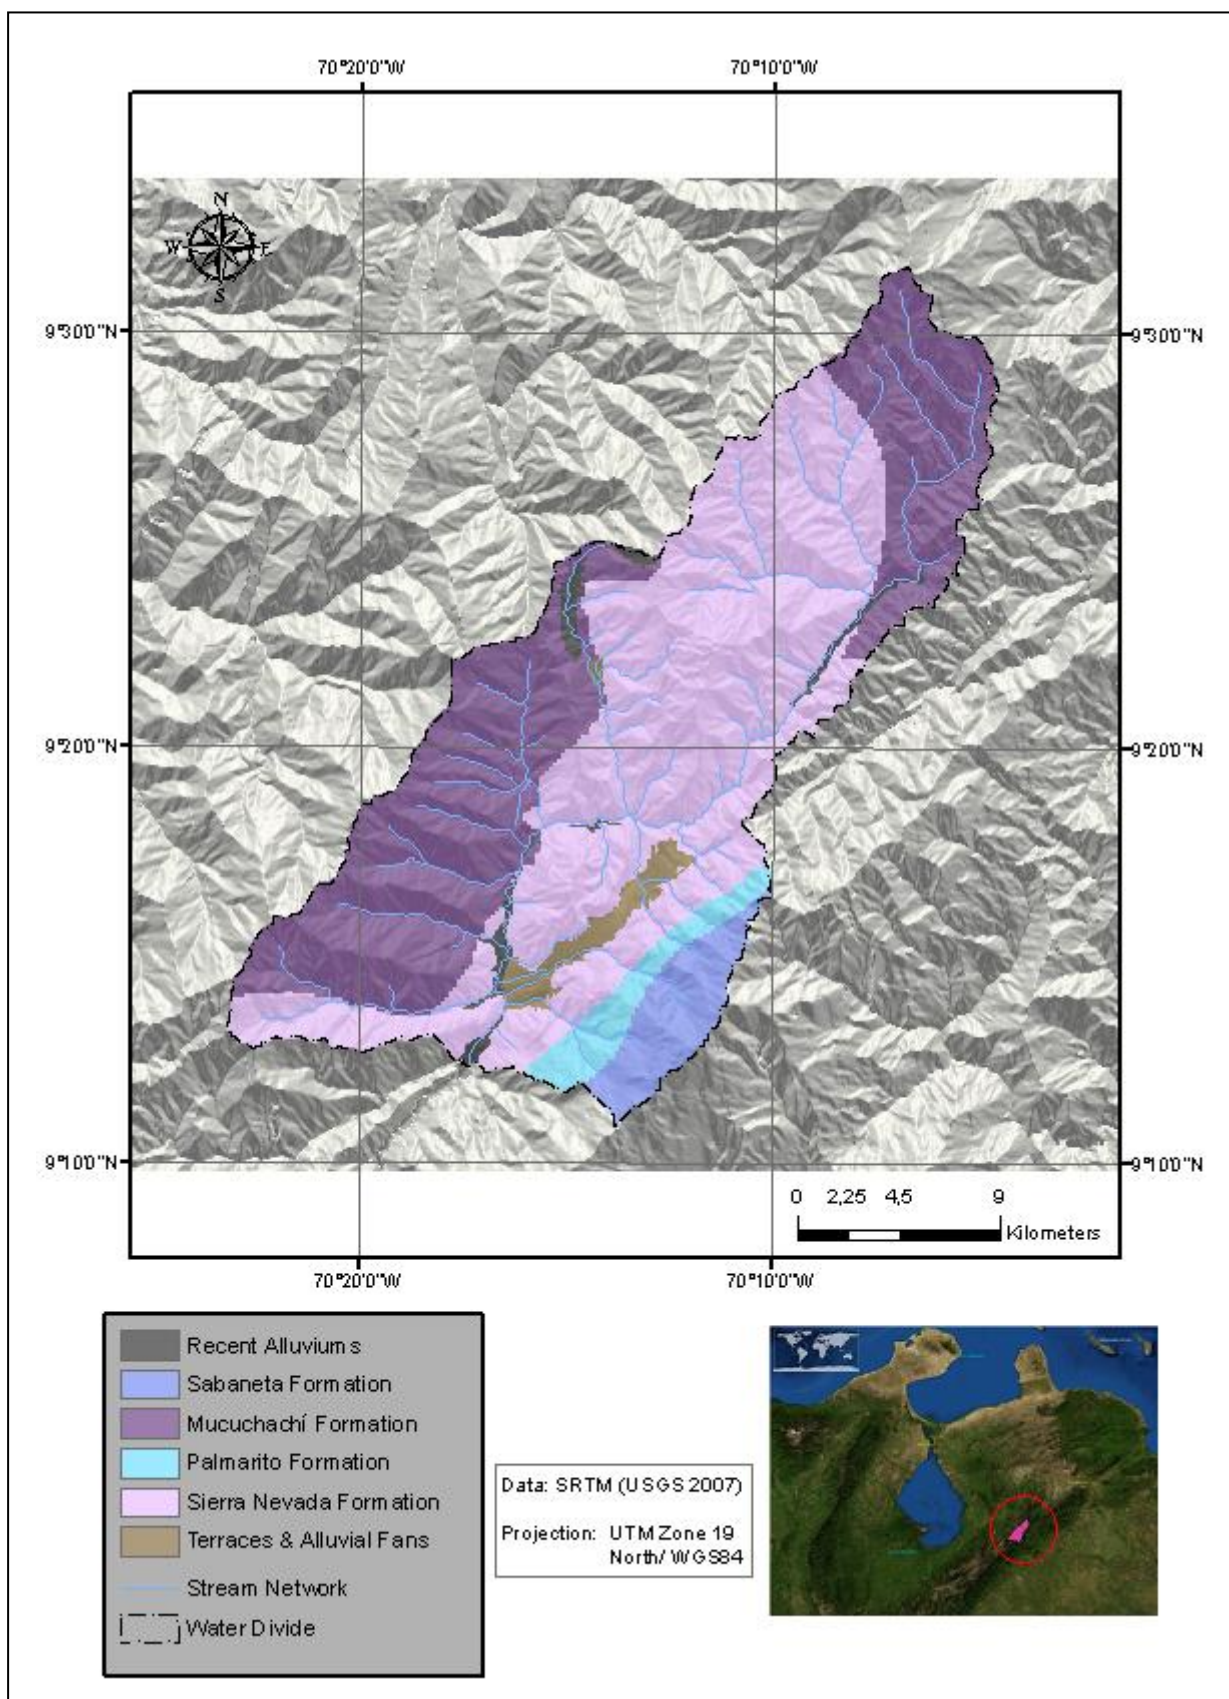 70°20'0"W 70°10'0"W
N
W E
S
9°30'0"N 9°30'0"N
9°20'0"N 9°20'0"N
9°10'0"N 9°10'0"N
0 2,25 4,5 9
Kilometers
70°20'0"W 70°10'0"W
Recent Alluviums
Sabaneta Formation
Mucuchachí Formation
Palmarito Formation
Sierra Nevada Formation
Terraces & Alluvial Fans
Stream Network
Water Divide
Data: SRTM (USGS 2007)
Projection: UTM Zone 19
North/ WGS84